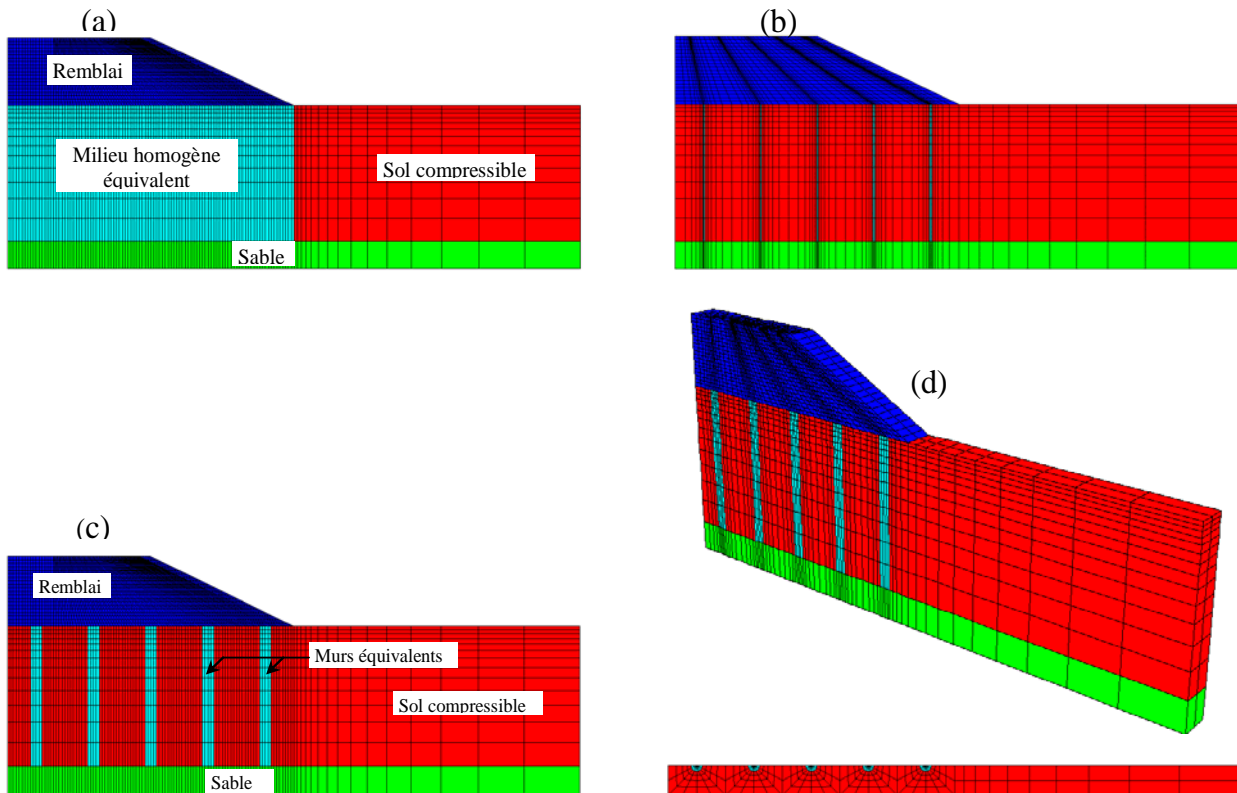 (a)
Remblai
Milieu homogène
équivalent
Sol compressible
Sable
(b)
(c)
Remblai
Murs équivalents
Sol compressible
Sable
(d)